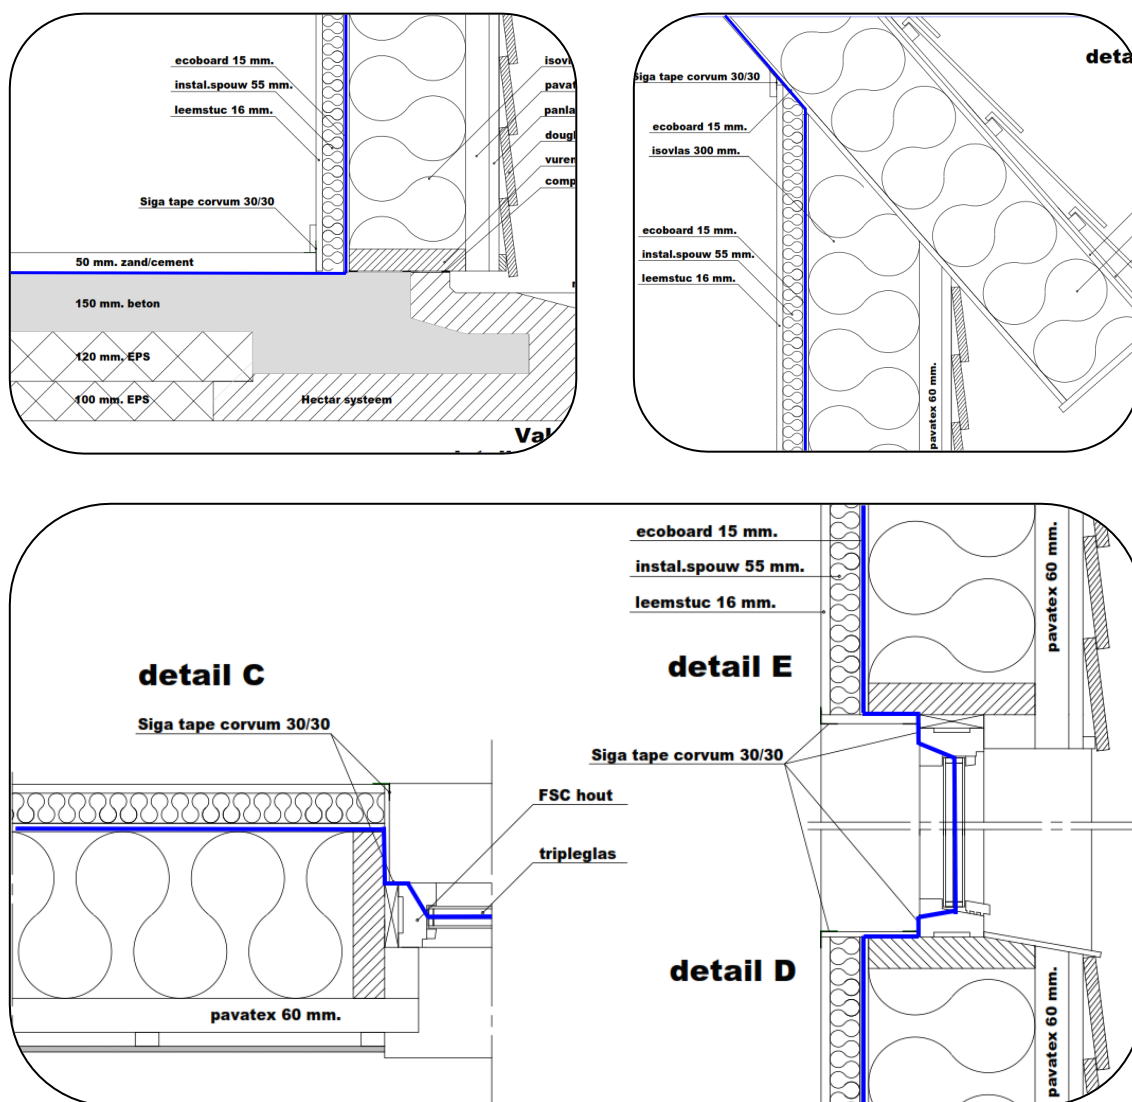 ecoboard 15 mm.
instal.spouw 55 mm.
leemstuc 16 mm.
Siga tape corvum 30/30
50 mm. zand/cement
150 mm. beton
120 mm. EPS
100 mm. EPS
Hectar systeem
Siga tape corvum 30/30
ecoboard 15 mm.
isovlas 300 mm.
ecoboard 15 mm.
instal.spouw 55 mm.
leemstuc 16 mm.
pavatex 60 mm.
detail C
Siga tape corvum 30/30
FSC hout
tripleglas
pavatex 60 mm.
ecoboard 15 mm.
instal.spouw 55 mm.
leemstuc 16 mm.
pavatex 60 mm.
detail E
Siga tape corvum 30/30
detail D
pavatex 60 mm.